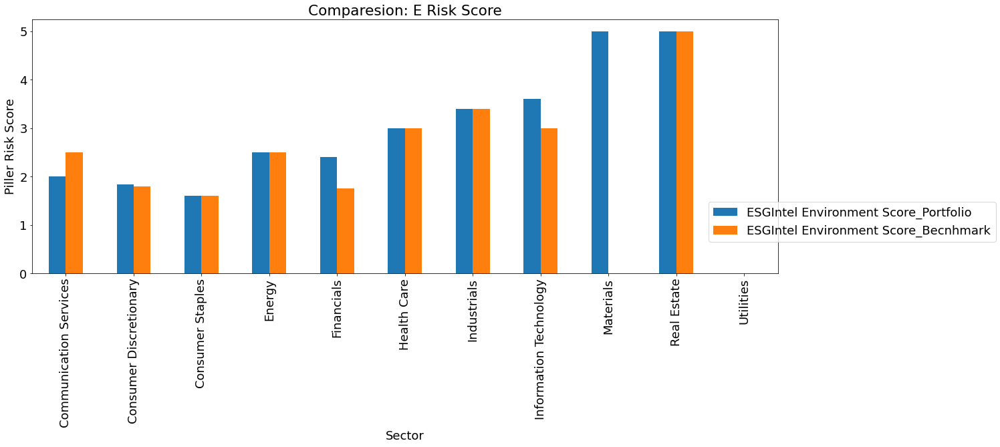 Comparesion: E Risk Score
Piller Risk Score
5
4
3
2
1
0
ESGIntel Environment Score_Portfolio
ESGIntel Environment Score_Becnhmark
Communication Services
Consumer Discretionary
Consumer Staples
Energy
Financials
Health Care
Industrials
Information Technology
Materials
Real Estate
Utilities
Sector